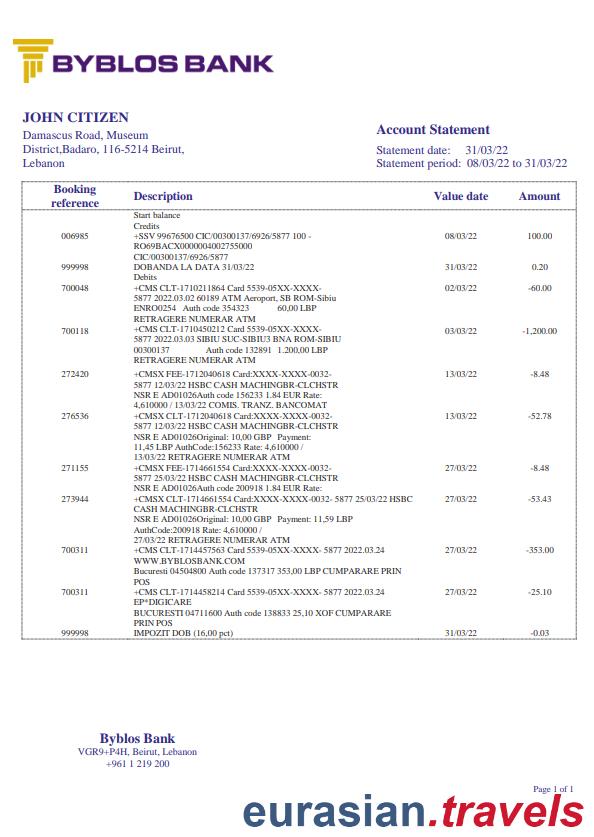 BYBLOS BANK
JOHN CITIZEN
Damascus Road, Museum
District,Badaro, 116-5214 Beirut,
Lebanon
Account Statement
Statement date: 31/03/22
Statement period: 08/03/22 to 31/03/22
Booking reference Description Value date Amount
Start balance
Credits
006985 +SSV 99676500 CIC/00300137/6926/5877 100 - 08/03/22 100.00
RO69BACX0000004002755000
CIC/00300137/6926/5877
999998 DOBANDA LA DATA 31/03/22 31/03/22 0.20
Debits
700048 +CMS CLT-1710211864 Card 5539-05XX-XXXX- 02/03/22 -60.00
5877 2022.03.02 60189 ATM Aeroport, SB ROM-Sibiu
ENRO0254 Auth code 354323 60,00 LBP
RETRAGERE NUMERAR ATM
700118 +CMS CLT-1710450212 Card 5539-05XX-XXXX- 03/03/22 -1,200.00
5877 2022.03.03 SIBIU SUC-SIBIU3 BNA ROM-SIBIU
00300137 Auth code 132891 1.200,00 LBP
RETRAGERE NUMERAR ATM
272420 +CMSX FEE-1712040618 Card:XXXX-XXXX-0032- 13/03/22 -8.48
5877 12/03/22 HSBC CASH MACHINGBR-CLCHSTR
NSR E AD01026Auth code 156233 1.84 EUR Rate:
4,610000 / 13/03/22 COMIS. TRANZ. BANCOMAT
276536 +CMSX CLT-1712040618 Card:XXXX-XXXX-0032- 13/03/22 -52.78
5877 12/03/22 HSBC CASH MACHINGBR-CLCHSTR
NSR E AD01026Original: 10,00 GBP Payment:
11,45 LBP AuthCode:156233 Rate: 4,610000 /
13/03/22 RETRAGERE NUMERAR ATM
271155 +CMSX FEE-1714661554 Card:XXXX-XXXX-0032- 27/03/22 -8.48
5877 25/03/22 HSBC CASH MACHINGBR-CLCHSTR
NSR E AD01026Auth code 200918 1.84 EUR Rate:
273944 +CMSX CLT-1714661554 Card:XXXX-XXXX-0032- 5877 25/03/22 HSBC 27/03/22 -53.43
CASH MACHINGBR-CLCHSTR
NSR E AD01026Original: 10,00 GBP Payment: 11,59 LBP
AuthCode:200918 Rate: 4,610000 /
27/03/22 RETRAGERE NUMERAR ATM
700311 +CMS CLT-1714457563 Card 5539-05XX-XXXX- 5877 2022.03.24 27/03/22 -353.00
WWW.BYBLOSBANK.COM
Bucuresti 04504800 Auth code 137317 353,00 LBP CUMPARARE PRIN
POS
700311 +CMS CLT-1714458214 Card 5539-05XX-XXXX- 5877 2022.03.24 27/03/22 -25.10
EP*DIGICARE
BUCURESTI 04711600 Auth code 138833 25,10 XOF CUMPARARE
PRIN POS
999998 IMPOZIT DOB (16,00 pct) 31/03/22 -0.03
Byblos Bank
VGR9+P4H, Beirut, Lebanon
+961 1 219 200
Page 1 of 1
eurasian.travels